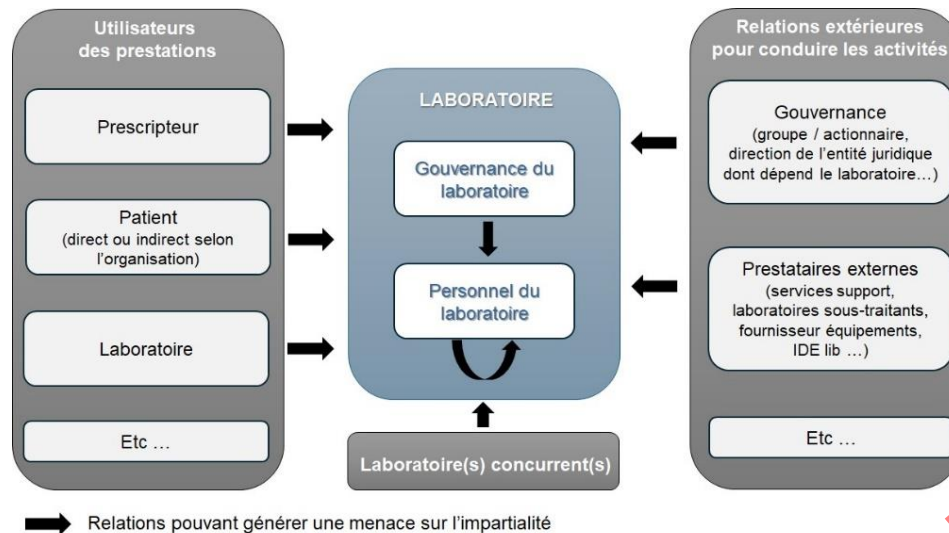 Utilisateurs
des prestations
Prescripteur
Patient
(direct ou indirect selon
l'organisation)
Laboratoire
Etc …
LABORATOIRE
Gouvernance du
laboratoire
Personnel du
laboratoire
Laboratoire(s) concurrent(s)
Relations extérieures
pour conduire les activités
Gouvernance
(groupe / actionnaire,
direction de l'entité juridique
dont dépend le laboratoire…)
Prestataires externes
(services support,
laboratoires sous-traitants,
fournisseur équipements,
IDE lib …)
Etc …
Relations pouvant générer une menace sur l'impartialité